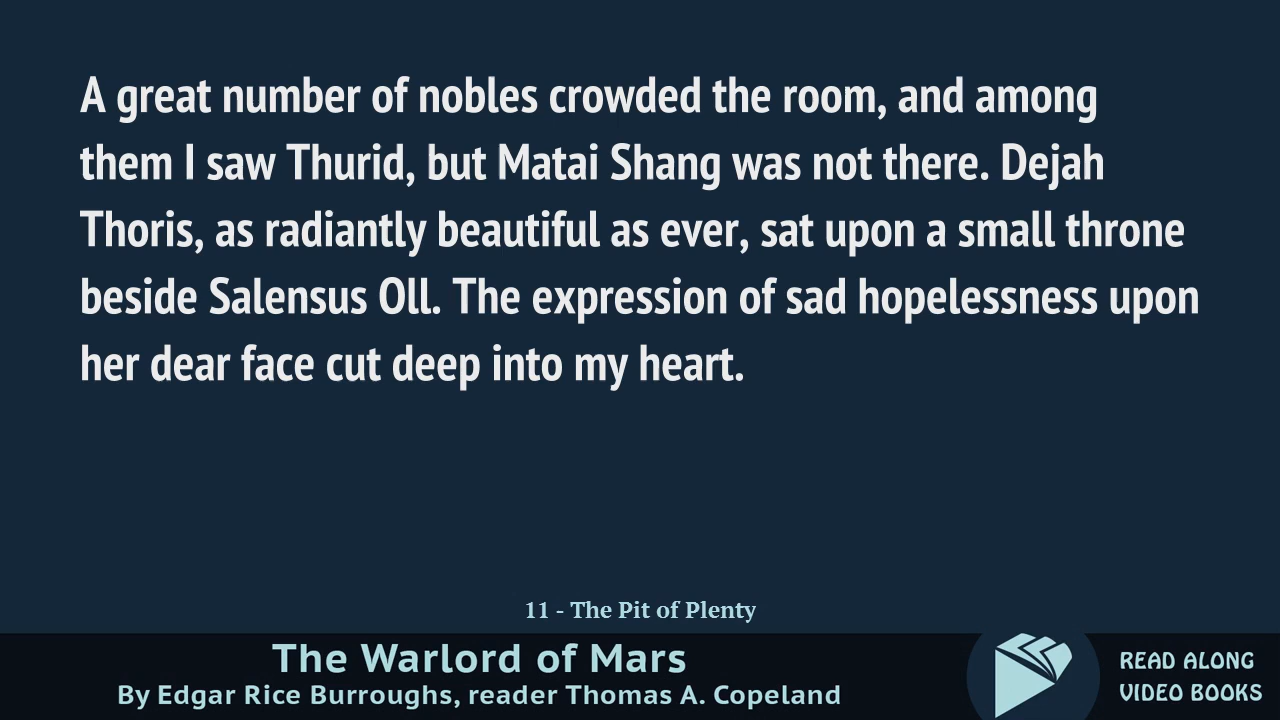 A great number of nobles crowded the room, and among
them I saw Thurid, but Matai Shang was not there. Dejah
Thoris, as radiantly beautiful as ever, sat upon a small throne
beside Salensus Oll. The expression of sad hopelessness upon
her dear face cut deep into my heart.
11 - The Pit of Plenty
The Warlord of Mars
By Edgar Rice Burroughs, reader Thomas A. Copeland
READ ALONG
VIDEO BOOKS